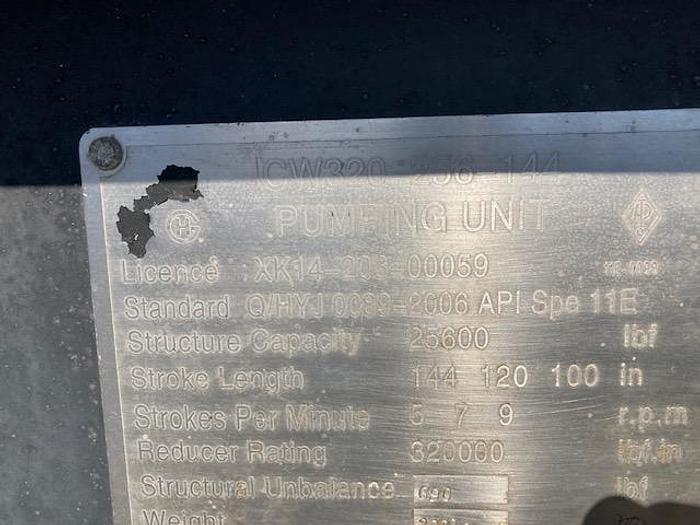 CW320-256-144
PUMPING UNIT
Licence : XK14-203-00059
Standard Q/HYJ 0089-2006 API Spe 11E
Structure Capacity 25600 lbf
Stroke Length 144 120 100 in
Strokes Per Minute 5 7 9 r.p.m
Reducer Rating 320000 lbf.in
Structural Unbalance 690 lbf
Weight